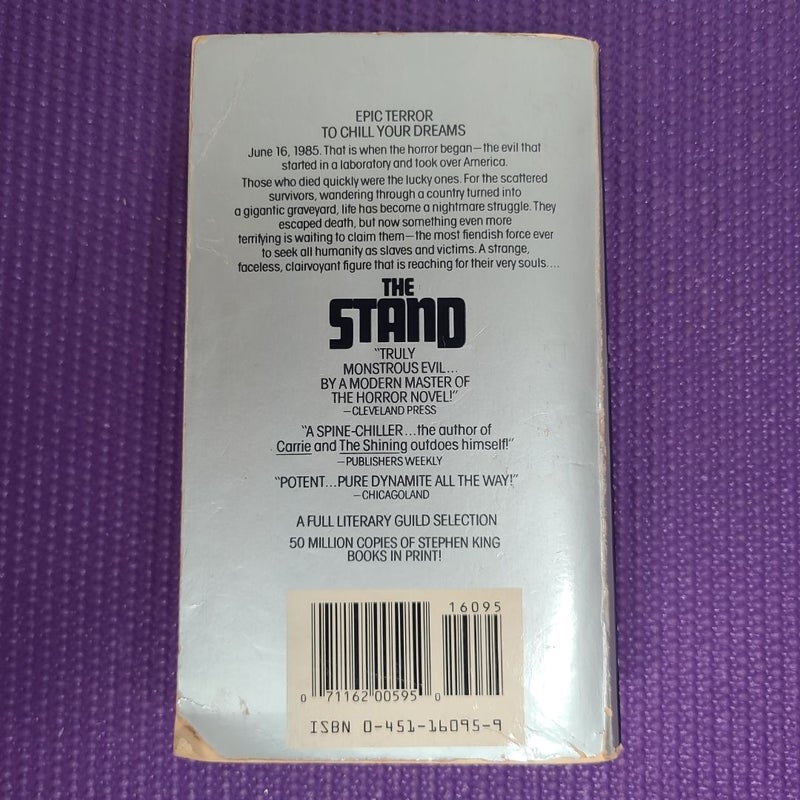 EPIC TERROR
TO CHILL YOUR DREAMS
June 16, 1985. That is when the horror began—the evil that
started in a laboratory and took over America.
Those who died quickly were the lucky ones. For the scattered
survivors, wandering through a country turned into
a gigantic graveyard, life has become a nightmare struggle. They
escaped death, but now something even more
terrifying is waiting to claim them—the most fiendish force ever
to seek all humanity as slaves and victims. A strange,
faceless, clairvoyant figure that is reaching for their very souls....
THE
STAND
"TRULY
MONSTROUS EVIL...
BY A MODERN MASTER OF
THE HORROR NOVEL!"
—CLEVELAND PRESS
"A SPINE-CHILLER...the author of
Carrie and The Shining outdoes himself!"
—PUBLISHERS WEEKLY
"POTENT...PURE DYNAMITE ALL THE WAY!"
—CHICAGOLAND
A FULL LITERARY GUILD SELECTION
50 MILLION COPIES OF STEPHEN KING
BOOKS IN PRINT!
16095
0 71162 00595 0
ISBN 0-451-16095-9